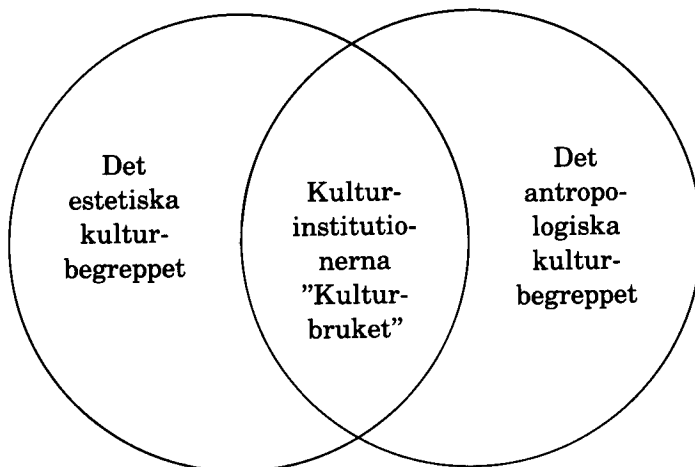 Det
estetiska
kultur-
begreppet
Kultur-
institutio-
nerna
”Kultur-
bruket”
Det
antropo-
logiska
kultur-
begreppet